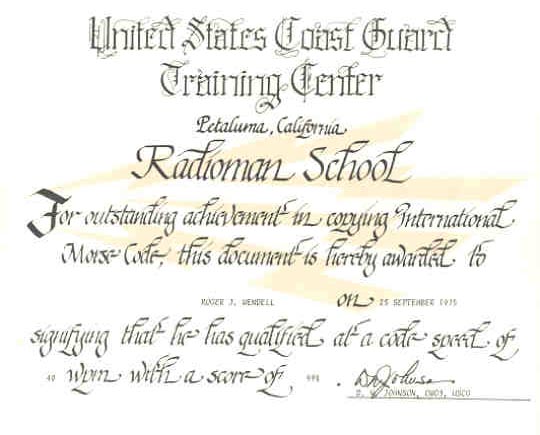 United States Coast Guard
Training Center
Petaluma, California
Radioman School
For outstanding achievement in copying International
Morse Code, this document is hereby awarded to
ROGER J. WENDELL on 25 SEPTEMBER 1975
signifying that he has qualified at a code speed of
40 wpm with a score of 99% . D W Johnson
D. W. JOHNSON, CWO3, USCG